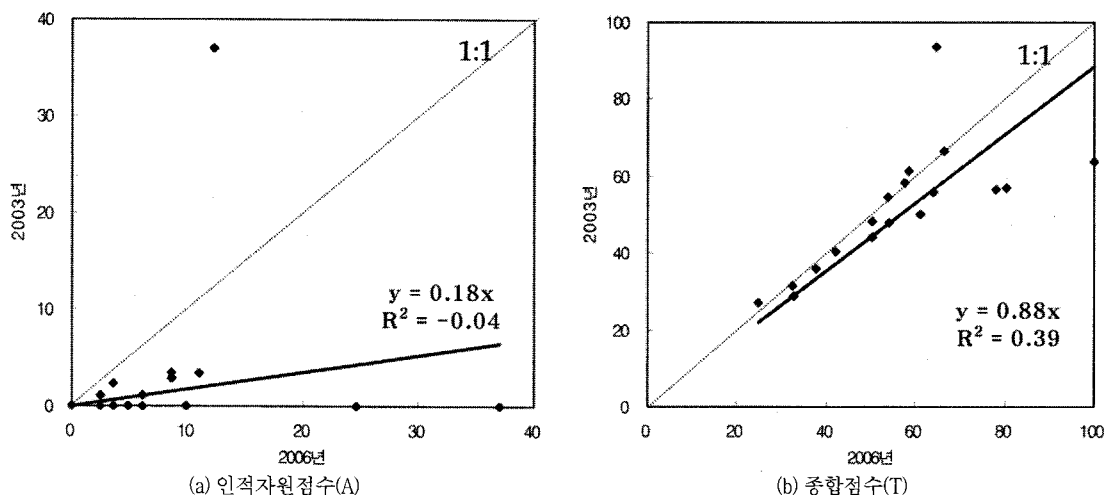 40
30
20
10
0
2003년
1:1
y = 0.18x
R² = -0.04
0 10 20 30 40
2006년
(a) 인적자원점수(A)
100
80
60
40
20
0
2003년
1:1
y = 0.88x
R² = 0.39
0 20 40 60 80 100
2006년
(b) 종합점수(T)